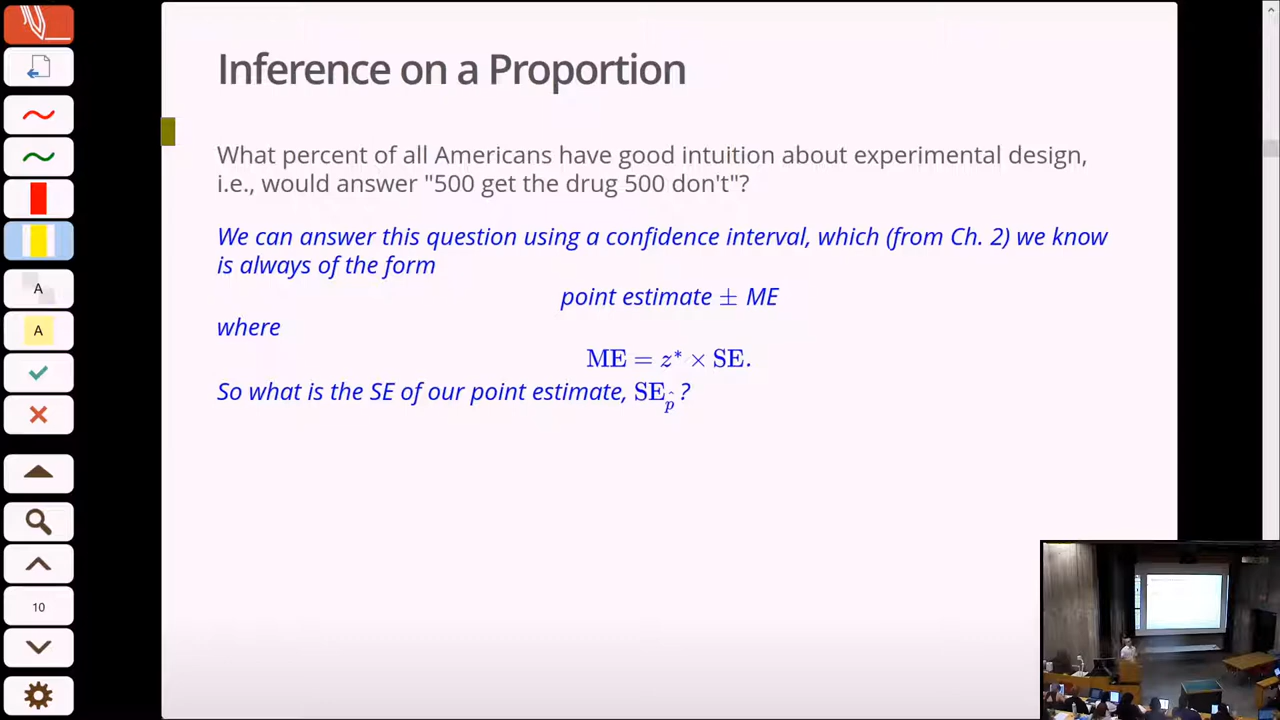 Inference on a Proportion
What percent of all Americans have good intuition about experimental design,
i.e., would answer "500 get the drug 500 don't"?
We can answer this question using a confidence interval, which (from Ch. 2) we know
is always of the form
point estimate ± ME
where
ME = z* × SE.
So what is the SE of our point estimate, SE_p̂ ?
A
A
10